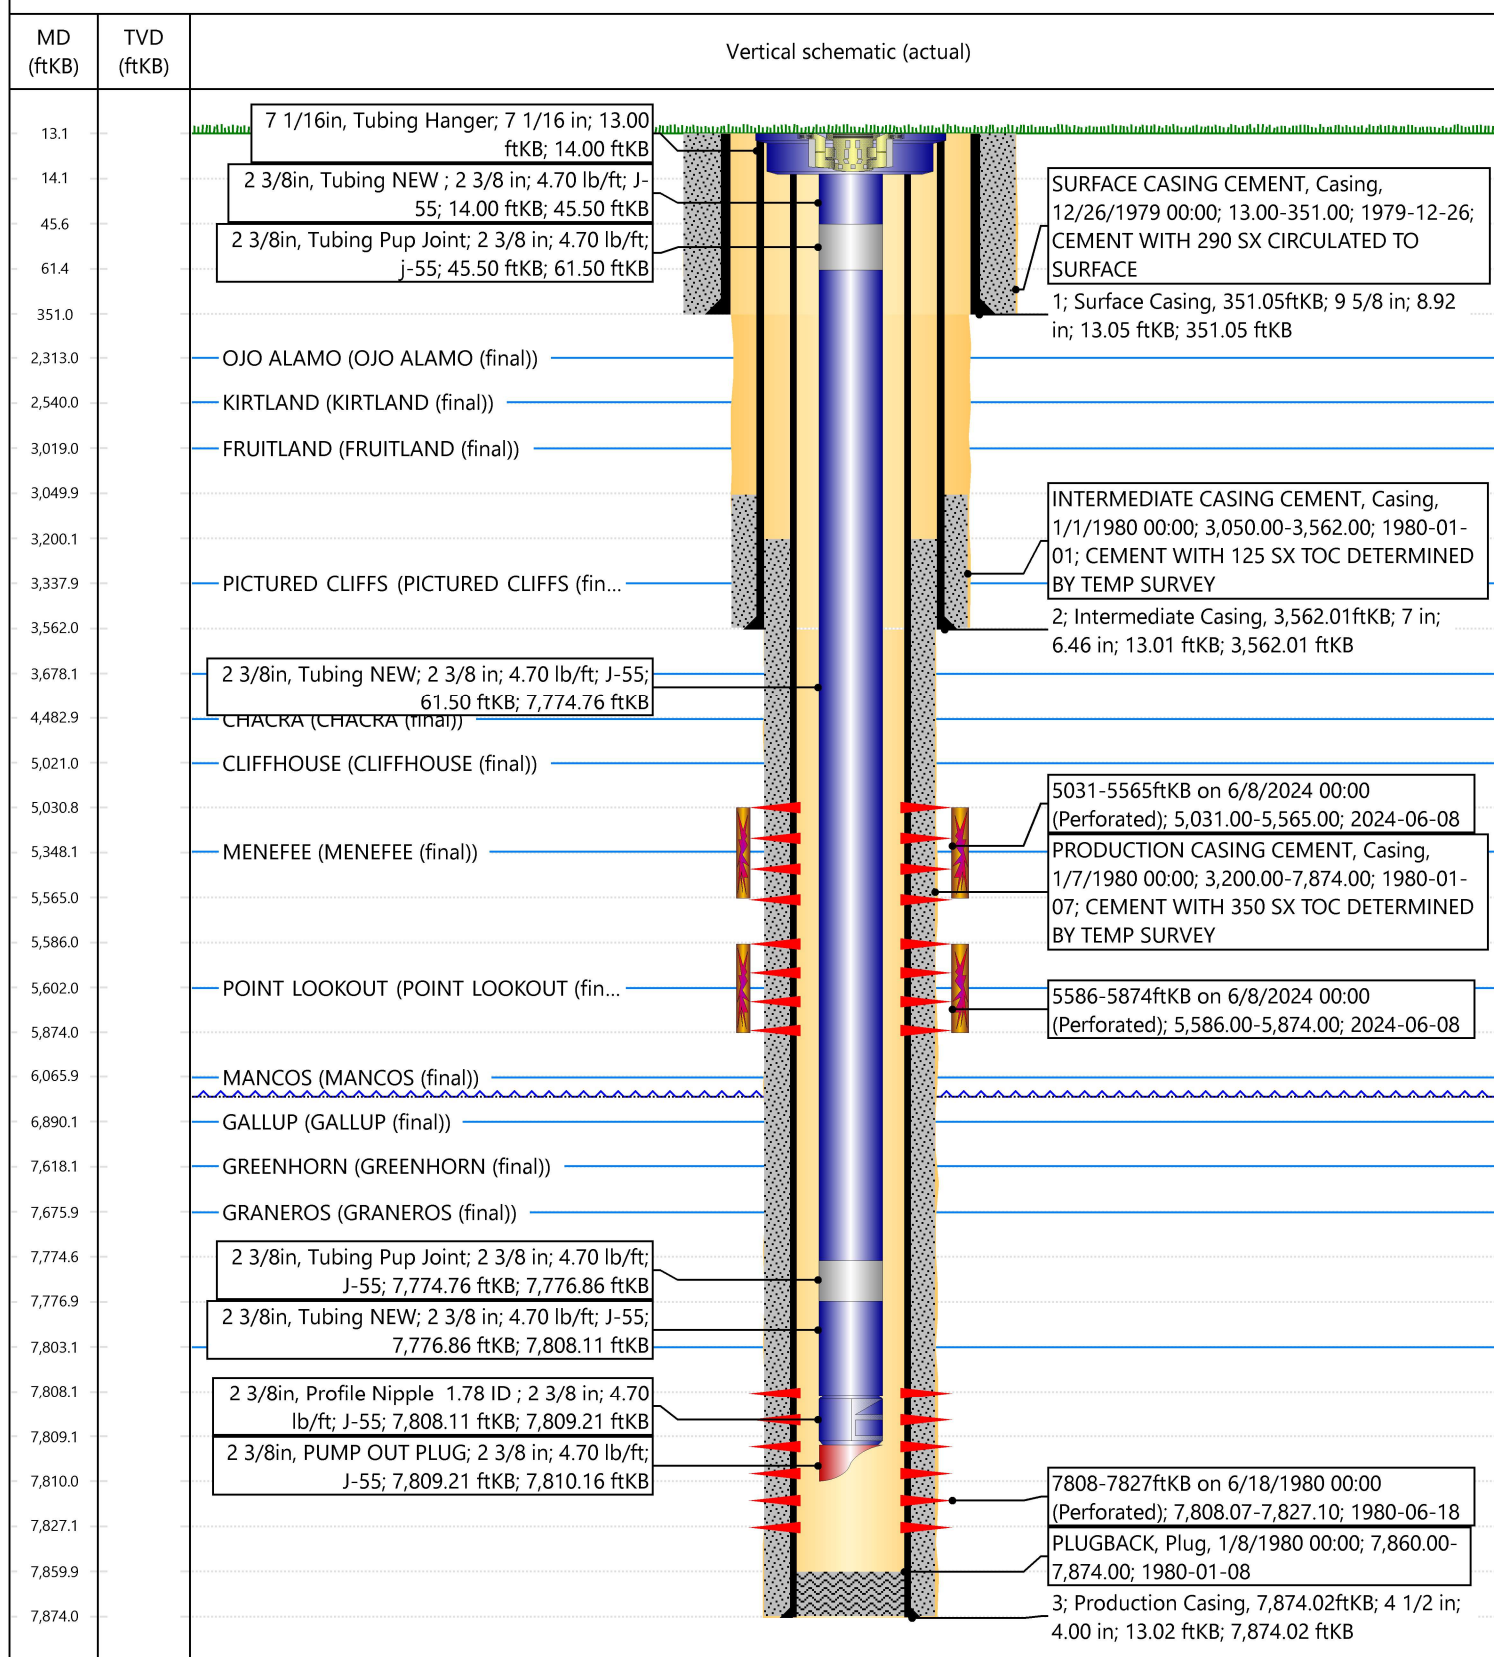 MD
(ftKB)
TVD
(ftKB)
Vertical schematic (actual)
13.1
14.1
45.6
61.4
351.0
2,313.0
2,540.0
3,019.0
3,049.9
3,200.1
3,337.9
3,562.0
3,678.1
4,482.9
5,021.0
5,030.8
5,348.1
5,565.0
5,586.0
5,602.0
5,874.0
6,065.9
6,890.1
7,618.1
7,675.9
7,774.6
7,776.9
7,803.1
7,808.1
7,809.1
7,810.0
7,827.1
7,859.9
7,874.0
7 1/16in, Tubing Hanger; 7 1/16 in; 13.00
ftKB; 14.00 ftKB
2 3/8in, Tubing NEW ; 2 3/8 in; 4.70 lb/ft; J-
55; 14.00 ftKB; 45.50 ftKB
2 3/8in, Tubing Pup Joint; 2 3/8 in; 4.70 lb/ft;
j-55; 45.50 ftKB; 61.50 ftKB
OJO ALAMO (OJO ALAMO (final))
KIRTLAND (KIRTLAND (final))
FRUITLAND (FRUITLAND (final))
PICTURED CLIFFS (PICTURED CLIFFS (fin...
2 3/8in, Tubing NEW; 2 3/8 in; 4.70 lb/ft; J-55;
61.50 ftKB; 7,774.76 ftKB
CHACRA (CHACRA (final))
CLIFFHOUSE (CLIFFHOUSE (final))
MENEFEE (MENEFEE (final))
POINT LOOKOUT (POINT LOOKOUT (fin...
MANCOS (MANCOS (final))
GALLUP (GALLUP (final))
GREENHORN (GREENHORN (final))
GRANEROS (GRANEROS (final))
2 3/8in, Tubing Pup Joint; 2 3/8 in; 4.70 lb/ft;
J-55; 7,774.76 ftKB; 7,776.86 ftKB
2 3/8in, Tubing NEW; 2 3/8 in; 4.70 lb/ft; J-55;
7,776.86 ftKB; 7,808.11 ftKB
2 3/8in, Profile Nipple  1.78 ID ; 2 3/8 in; 4.70
lb/ft; J-55; 7,808.11 ftKB; 7,809.21 ftKB
2 3/8in, PUMP OUT PLUG; 2 3/8 in; 4.70 lb/ft;
J-55; 7,809.21 ftKB; 7,810.16 ftKB
SURFACE CASING CEMENT, Casing,
12/26/1979 00:00; 13.00-351.00; 1979-12-26;
CEMENT WITH 290 SX CIRCULATED TO
SURFACE
1; Surface Casing, 351.05ftKB; 9 5/8 in; 8.92
in; 13.05 ftKB; 351.05 ftKB
INTERMEDIATE CASING CEMENT, Casing,
1/1/1980 00:00; 3,050.00-3,562.00; 1980-01-
01; CEMENT WITH 125 SX TOC DETERMINED
BY TEMP SURVEY
2; Intermediate Casing, 3,562.01ftKB; 7 in;
6.46 in; 13.01 ftKB; 3,562.01 ftKB
5031-5565ftKB on 6/8/2024 00:00
(Perforated); 5,031.00-5,565.00; 2024-06-08
PRODUCTION CASING CEMENT, Casing,
1/7/1980 00:00; 3,200.00-7,874.00; 1980-01-
07; CEMENT WITH 350 SX TOC DETERMINED
BY TEMP SURVEY
5586-5874ftKB on 6/8/2024 00:00
(Perforated); 5,586.00-5,874.00; 2024-06-08
7808-7827ftKB on 6/18/1980 00:00
(Perforated); 7,808.07-7,827.10; 1980-06-18
PLUGBACK, Plug, 1/8/1980 00:00; 7,860.00-
7,874.00; 1980-01-08
3; Production Casing, 7,874.02ftKB; 4 1/2 in;
4.00 in; 13.02 ftKB; 7,874.02 ftKB